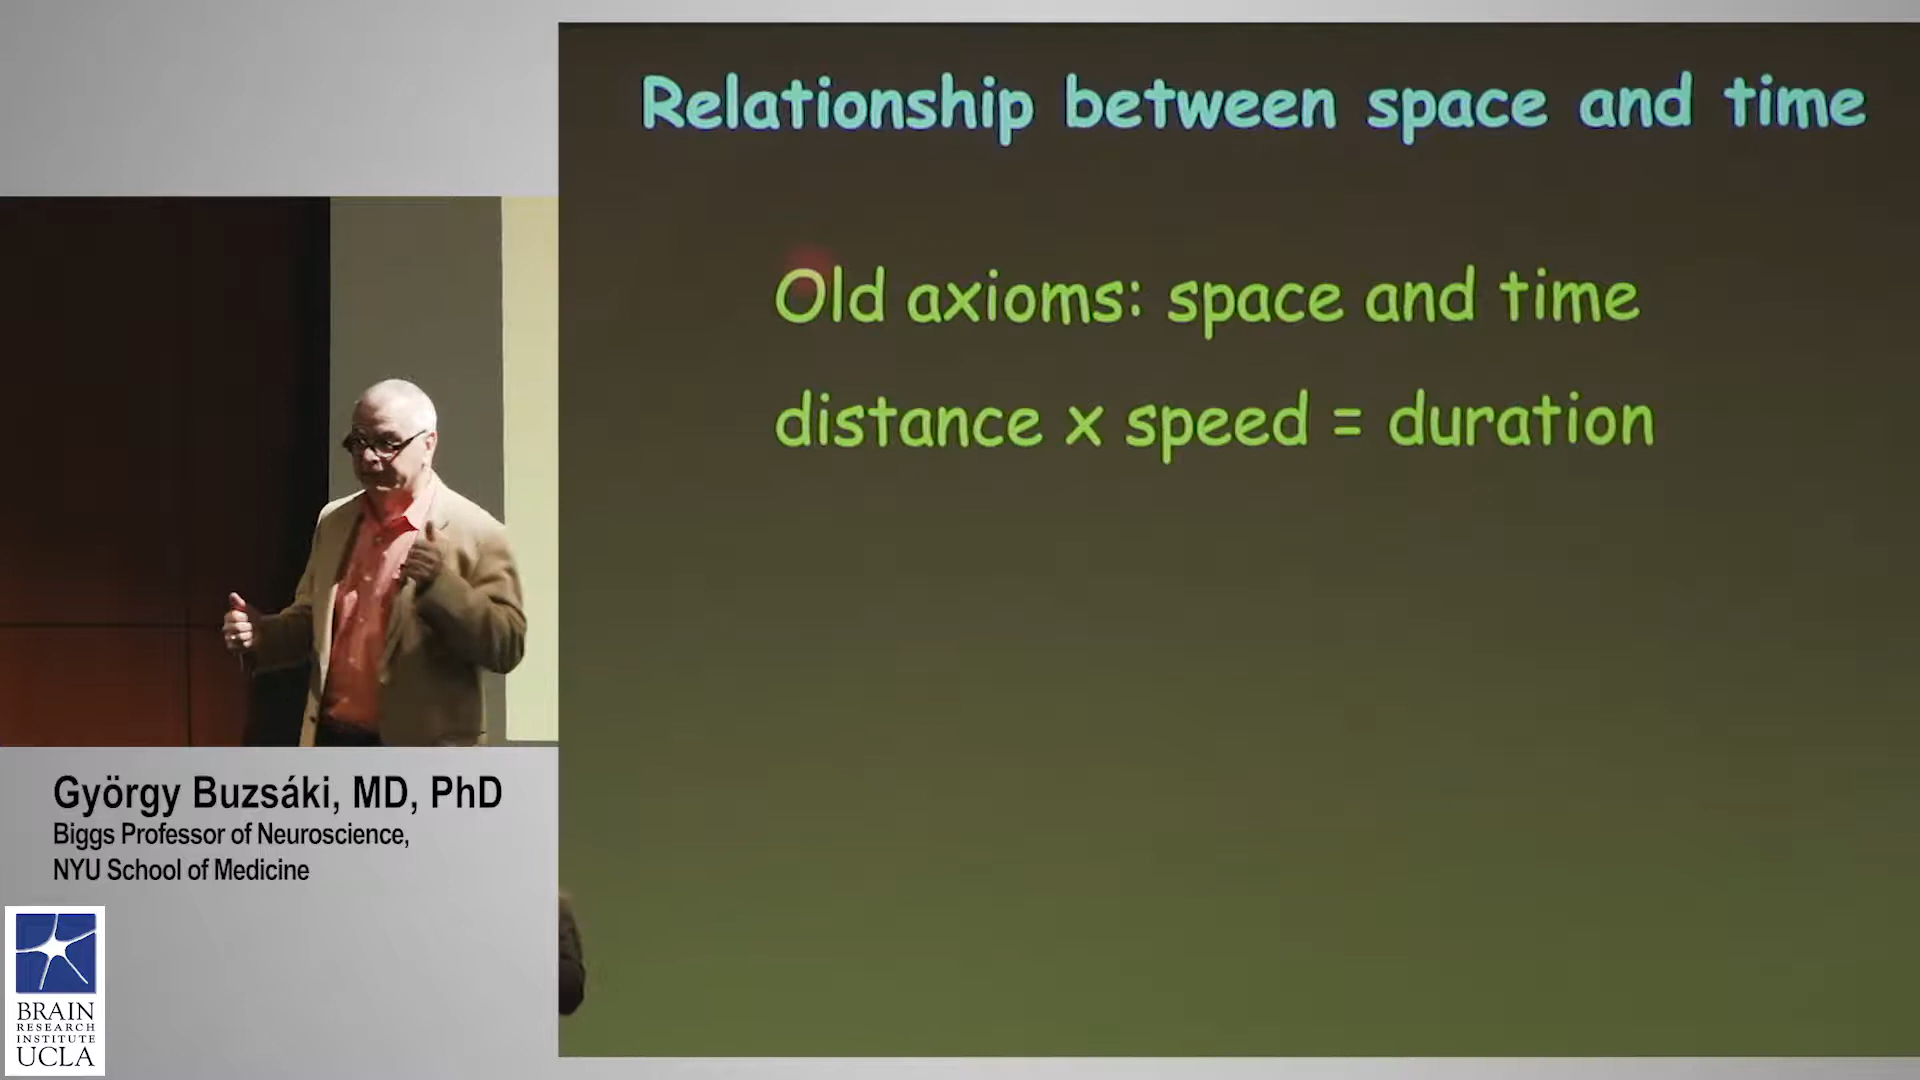 Relationship between space and time
Old axioms: space and time
distance x speed = duration
György Buzsáki, MD, PhD
Biggs Professor of Neuroscience,
NYU School of Medicine
BRAIN
RESEARCH
INSTITUTE
UCLA